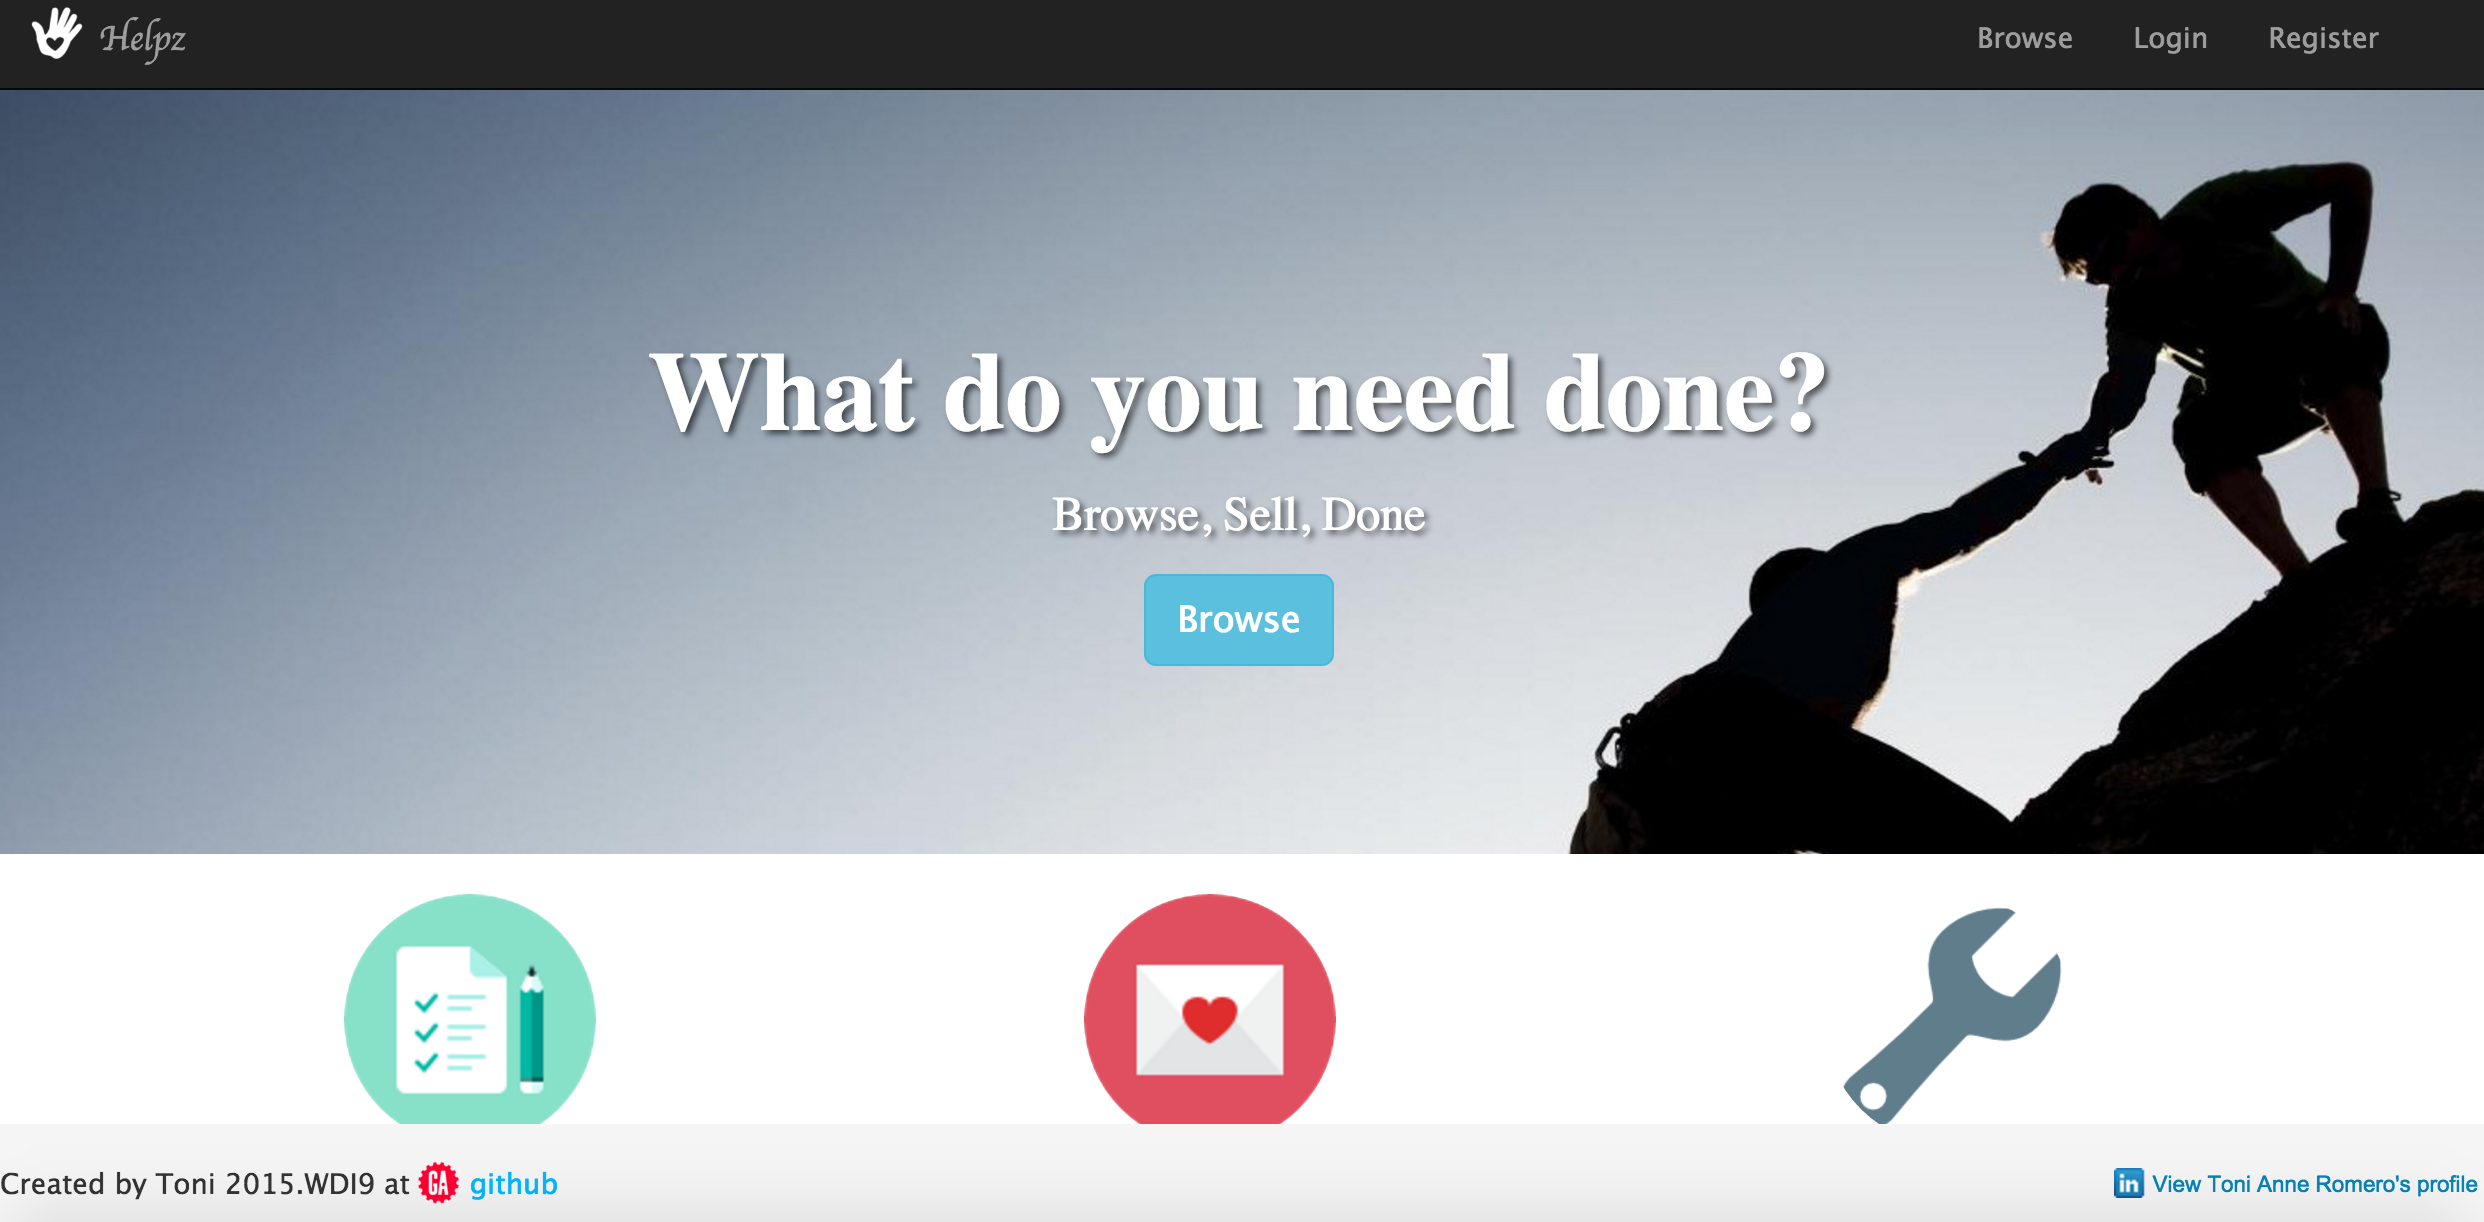 Helpz Browse Login Register
What do you need done?
Browse, Sell, Done
Browse
Created by Toni 2015.WDI9 at GA github
in View Toni Anne Romero's profile